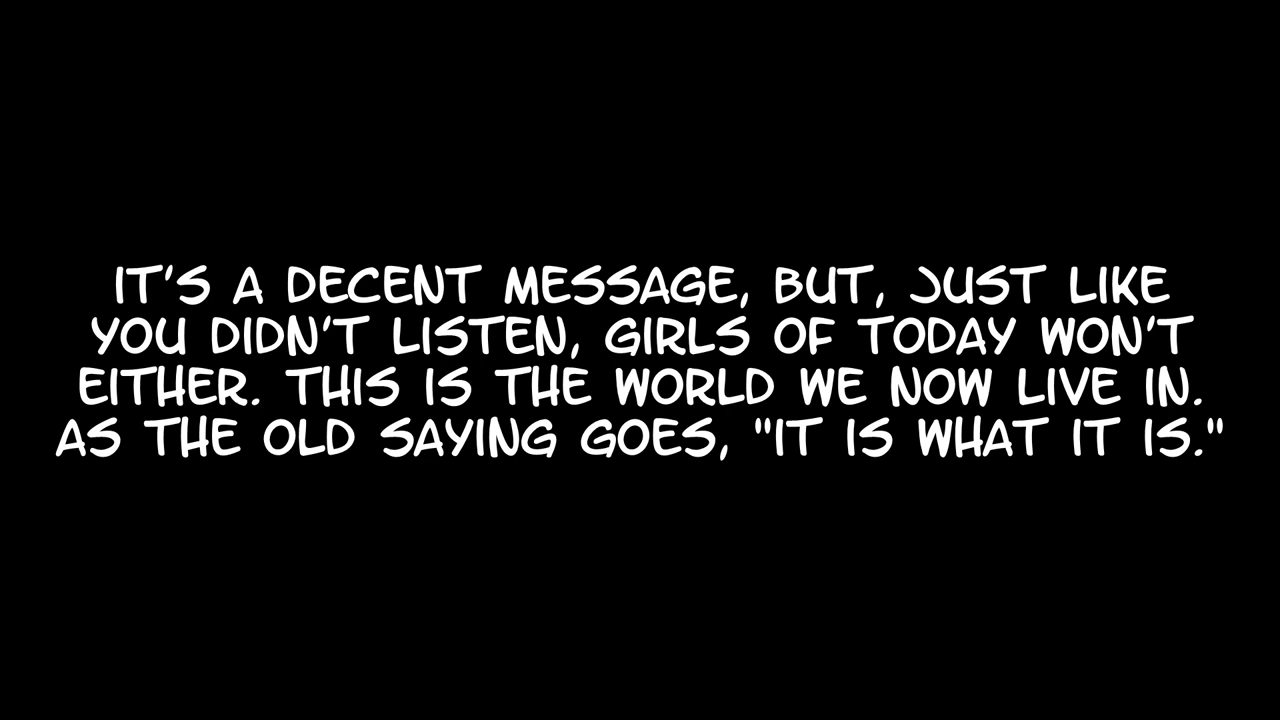 IT'S A DECENT MESSAGE, BUT, JUST LIKE
YOU DIDN'T LISTEN, GIRLS OF TODAY WON'T
EITHER. THIS IS THE WORLD WE NOW LIVE IN.
AS THE OLD SAYING GOES, "IT IS WHAT IT IS."